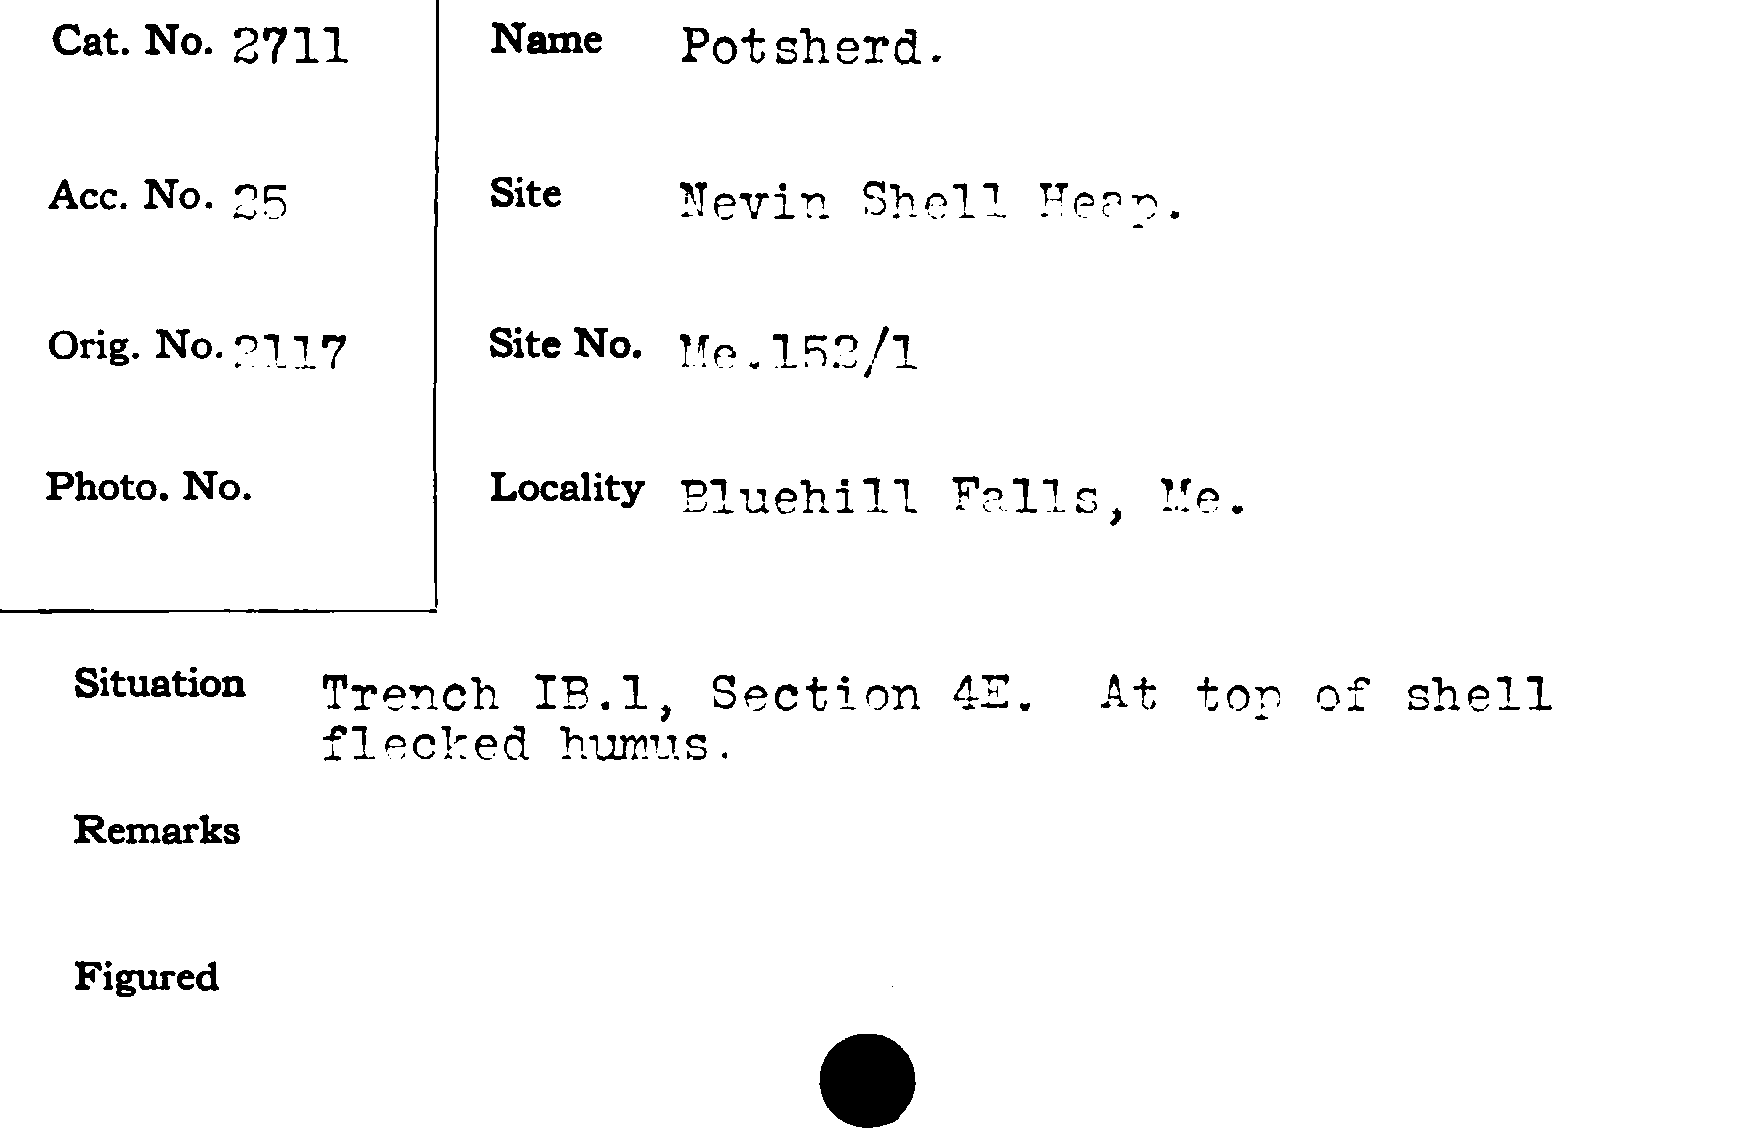 Cat. No. 2711
Name Potsherd.
Acc. No. 25
Site Nevin Shell Heap.
Orig. No. 2117
Site No. Me.152/1
Photo. No.
Locality Bluehill Falls, Me.
Situation Trench IB.1, Section 4E. At top of shell
flecked humus.
Remarks
Figured